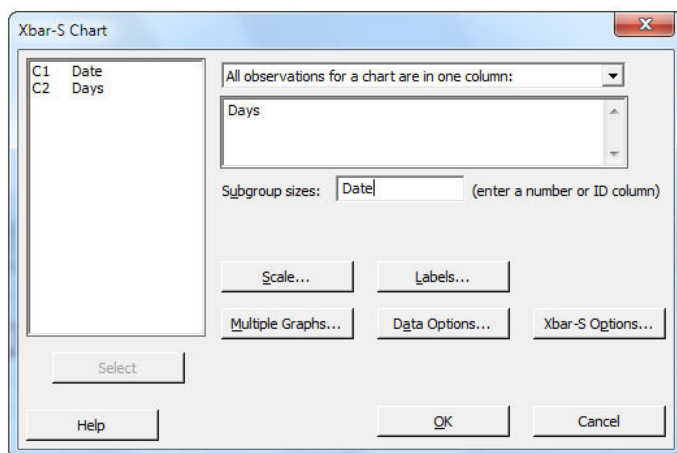 Xbar-S Chart
C1 Date
C2 Days
All observations for a chart are in one column:
Days
Subgroup sizes: Date (enter a number or ID column)
Scale... Labels...
Multiple Graphs... Data Options... Xbar-S Options...
Select
Help OK Cancel